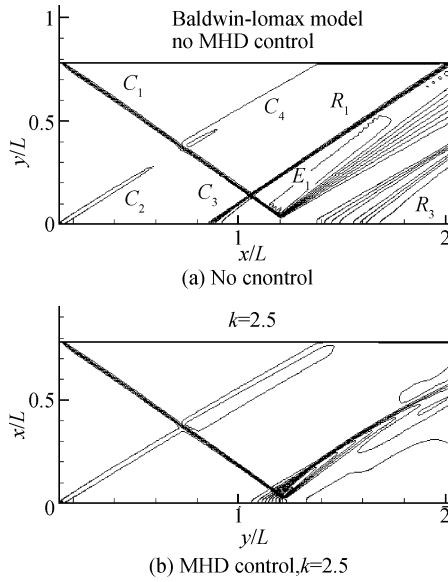 Baldwin-lomax model
no MHD control
1
0.5
0
y/L
C₁
C₄
R₁
C₂
C₃
E₁
R₃
1
2
x/L
(a) No cnontrol
k=2.5
0.5
0
x/L
1
2
y/L
(b) MHD control,k=2.5